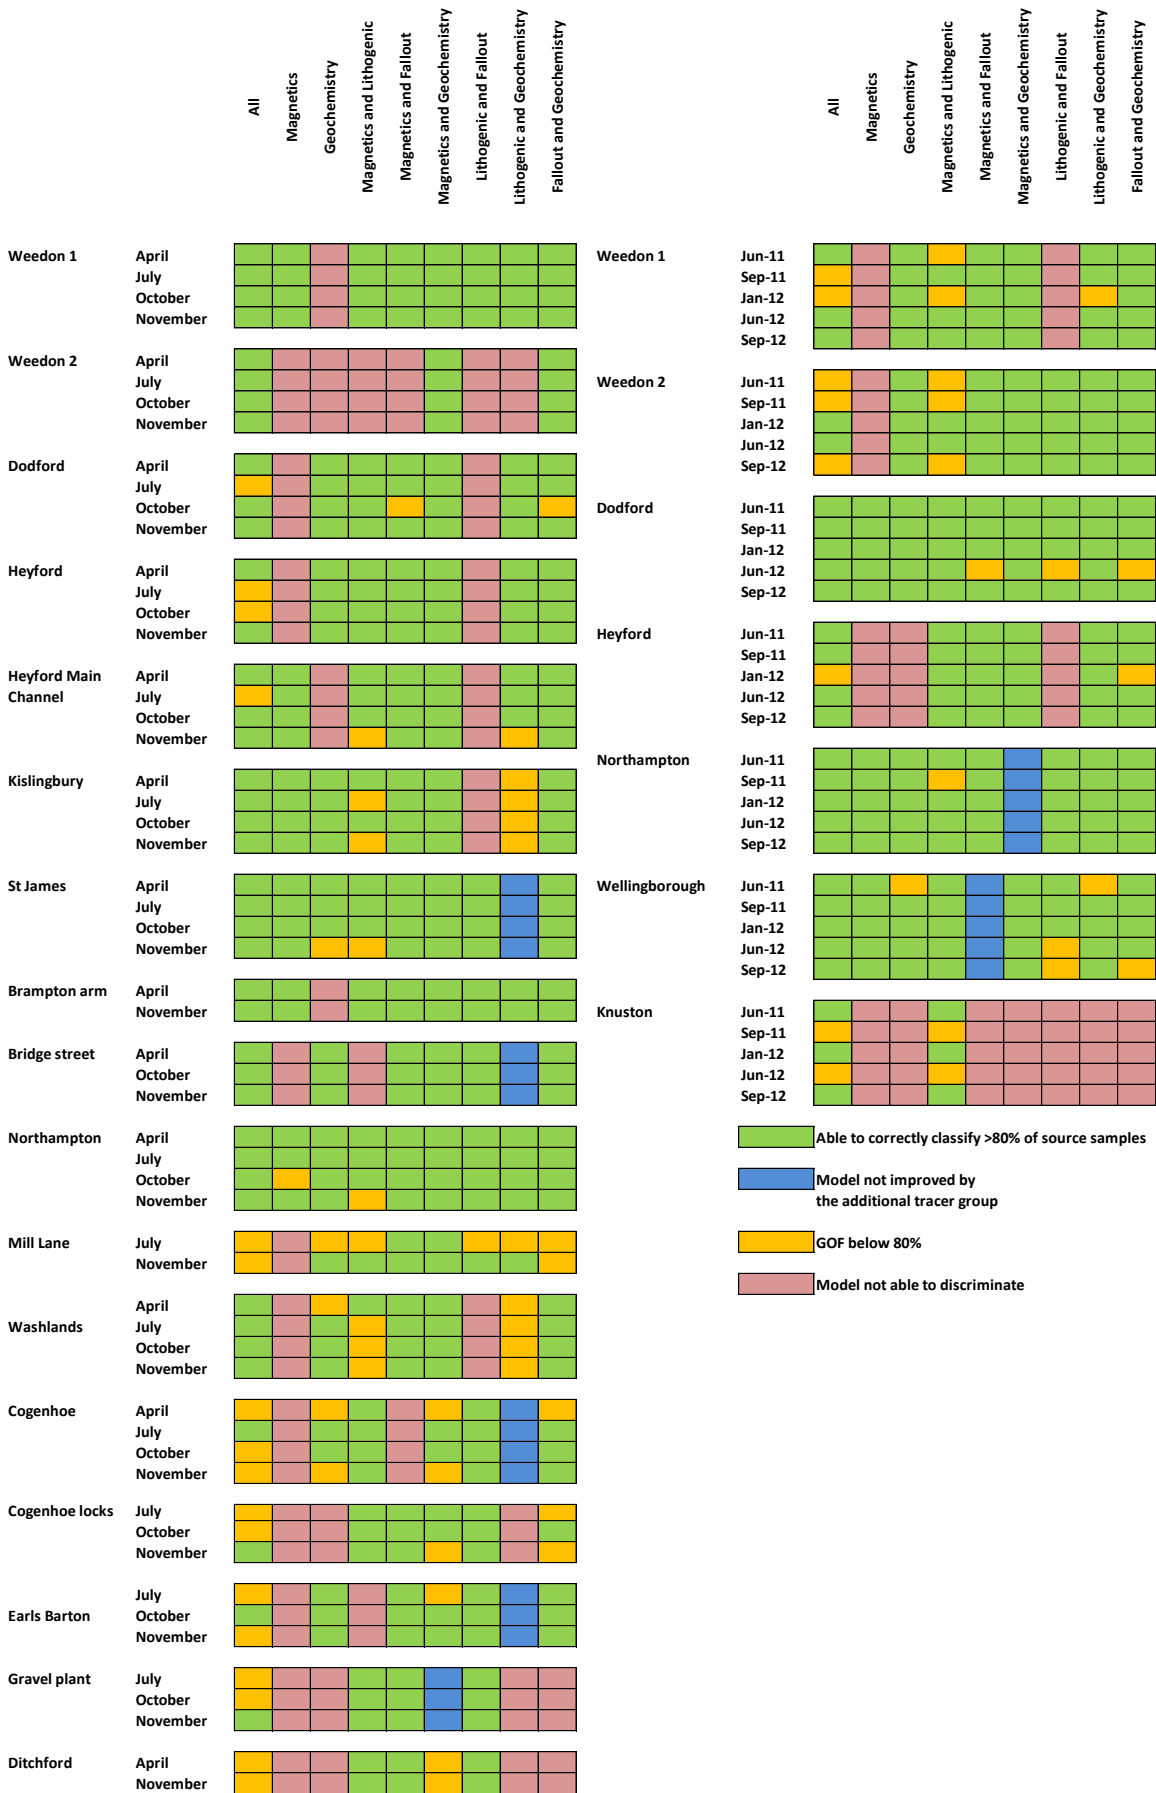 All
Magnetics
Geochemistry
Magnetics and Lithogenic
Magnetics and Fallout
Magnetics and Geochemistry
Lithogenic and Fallout
Lithogenic and Geochemistry
Fallout and Geochemistry
Weedon 1 April
July
October
November
Weedon 2 April
July
October
November
Dodford April
July
October
November
Heyford April
July
October
November
Heyford Main April
Channel July
October
November
Kislingbury April
July
October
November
St James April
July
October
November
Brampton arm April
November
Bridge street April
October
November
Northampton April
July
October
November
Mill Lane July
November
April
Washlands July
October
November
Cogenhoe April
July
October
November
Cogenhoe locks July
October
November
July
Earls Barton October
November
Gravel plant July
October
November
Ditchford April
November
All
Magnetics
Geochemistry
Magnetics and Lithogenic
Magnetics and Fallout
Magnetics and Geochemistry
Lithogenic and Fallout
Lithogenic and Geochemistry
Fallout and Geochemistry
Weedon 1 Jun-11
Sep-11
Jan-12
Jun-12
Sep-12
Weedon 2 Jun-11
Sep-11
Jan-12
Jun-12
Sep-12
Dodford Jun-11
Sep-11
Jan-12
Jun-12
Sep-12
Heyford Jun-11
Sep-11
Jan-12
Jun-12
Sep-12
Northampton Jun-11
Sep-11
Jan-12
Jun-12
Sep-12
Wellingborough Jun-11
Sep-11
Jan-12
Jun-12
Sep-12
Knuston Jun-11
Sep-11
Jan-12
Jun-12
Sep-12
Able to correctly classify >80% of source samples
Model not improved by
the additional tracer group
GOF below 80%
Model not able to discriminate